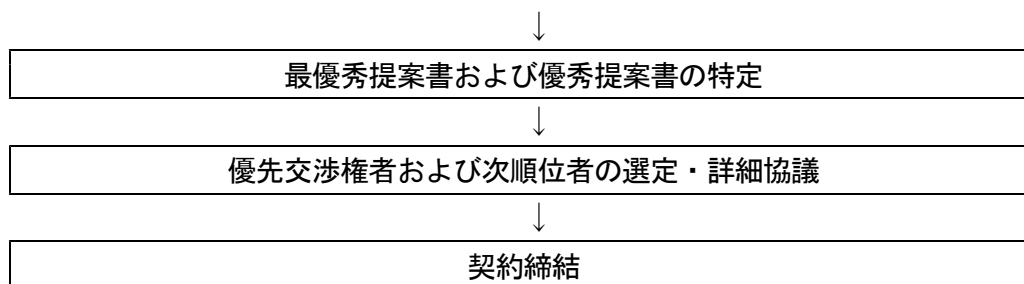 ↓
最優秀提案書および優秀提案書の特定
↓
優先交渉権者および次順位者の選定・詳細協議
↓
契約締結